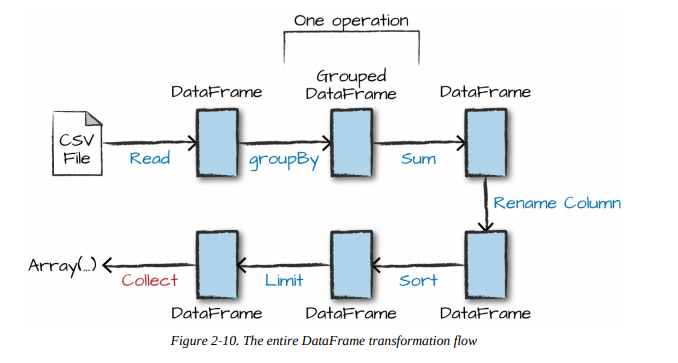 One operation
Grouped
DataFrame DataFrame DataFrame
CSV
File
Read groupBy Sum
Rename Column
Array(...) Collect Limit Sort
DataFrame DataFrame DataFrame
Figure 2-10. The entire DataFrame transformation flow